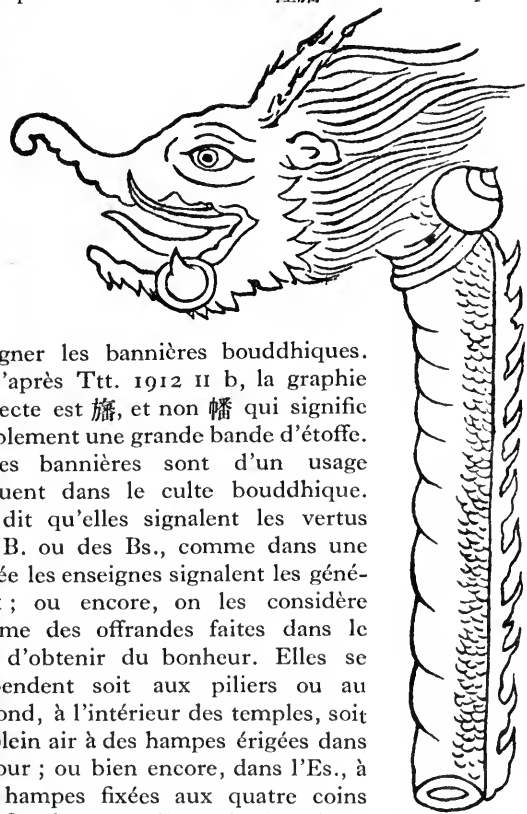 gner les bannières bouddhiques.
'après Ttt. 1912 II b, la graphie
ecte est 旛, et non 幡 qui signifie
plement une grande bande d'étoffe.
es bannières sont d'un usage
uent dans le culte bouddhique.
dit qu'elles signalent les vertus
B. ou des Bs., comme dans une
ée les enseignes signalent les géné-
; ou encore, on les considère
me des offrandes faites dans le
d'obtenir du bonheur. Elles se
pendent soit aux piliers ou au
ond, à l'intérieur des temples, soit
plein air à des hampes érigées dans
our ; ou bien encore, dans l'Es., à
hampes fixées aux quatre coins